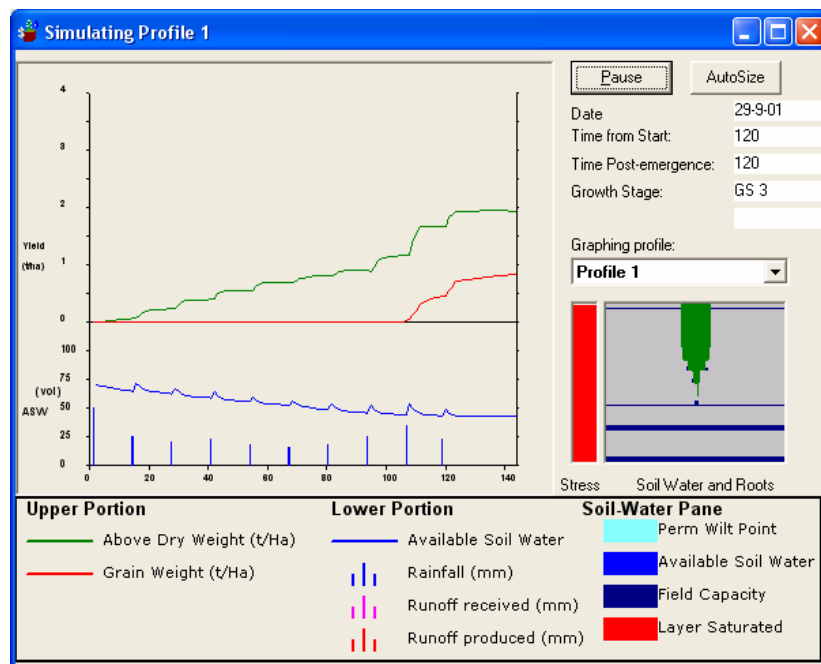 Simulating Profile 1
Pause AutoSize
Date 29-9-01
Time from Start: 120
Time Post-emergence: 120
Growth Stage: GS 3
Graphing profile:
Profile 1
4
3
2
Yield
(t/ha)
1
0
100
75
(vol)
ASW
50
25
0
0 20 40 60 80 100 120 140
Stress Soil Water and Roots
Upper Portion
Above Dry Weight (t/Ha)
Grain Weight (t/Ha)
Lower Portion
Available Soil Water
Rainfall (mm)
Runoff received (mm)
Runoff produced (mm)
Soil-Water Pane
Perm Wilt Point
Available Soil Water
Field Capacity
Layer Saturated